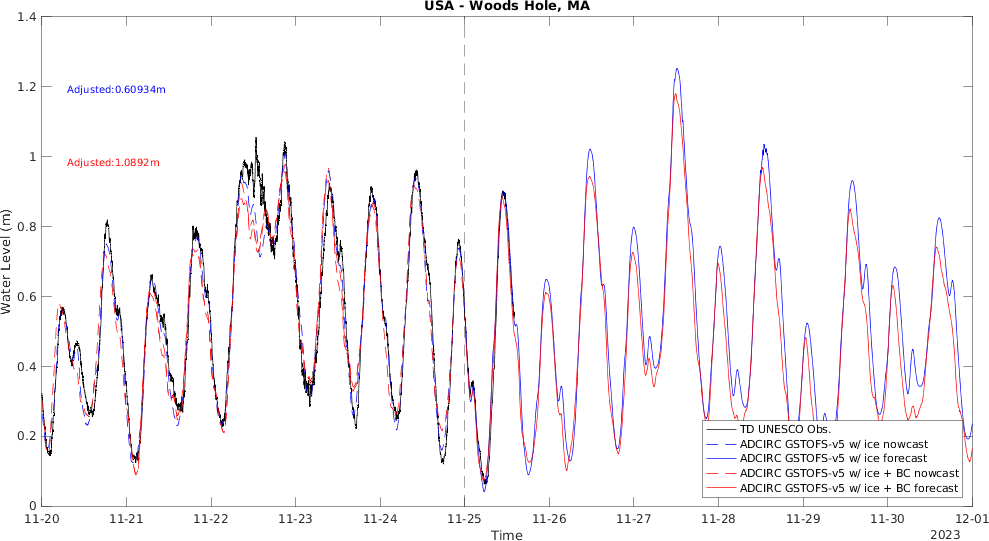 USA - Woods Hole, MA
1.4
1.2
1
0.8
0.6
0.4
0.2
0
Water Level (m)
Adjusted:0.60934m
Adjusted:1.0892m
TD UNESCO Obs.
ADCIRC GSTOFS-v5 w/ ice nowcast
ADCIRC GSTOFS-v5 w/ ice forecast
ADCIRC GSTOFS-v5 w/ ice + BC nowcast
ADCIRC GSTOFS-v5 w/ ice + BC forecast
11-20 11-21 11-22 11-23 11-24 11-25 11-26 11-27 11-28 11-29 11-30 12-01
Time
2023